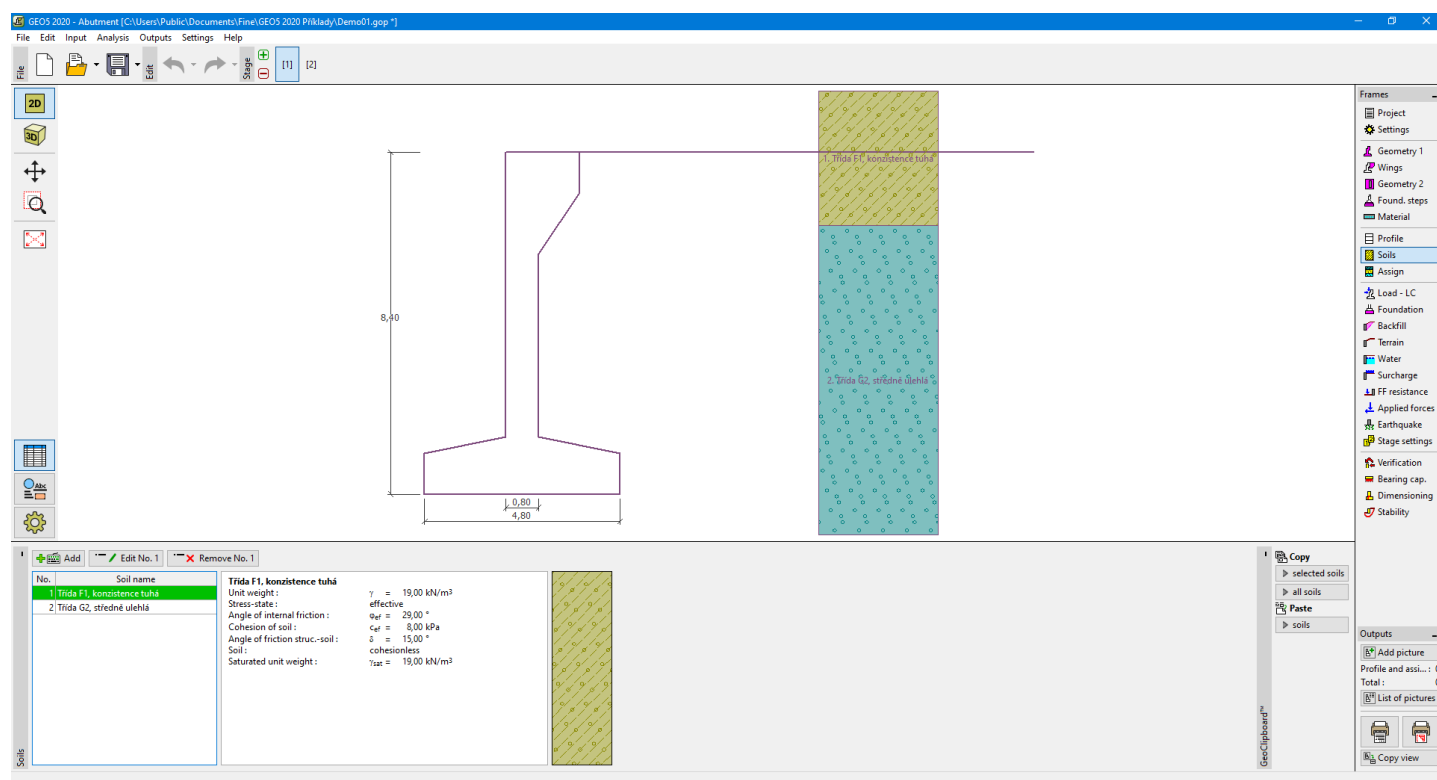 GEO5 2020 - Abutment [C:\Users\Public\Documents\Fine\GEO5 2020 Příklady\Demo01.gop *]
File Edit Input Analysis Outputs Settings Help
File
Edit
Stage
[1] [2]
2D
3D
8,40
0,80
4,80
1. Třída F1, konzistence tuhá
2. Třída G2, středně ulehlá
Frames
Project
Settings
Geometry 1
Wings
Geometry 2
Found. steps
Material
Profile
Soils
Assign
Load - LC
Foundation
Backfill
Terrain
Water
Surcharge
FF resistance
Applied forces
Earthquake
Stage settings
Verification
Bearing cap.
Dimensioning
Stability
Abc
Soils
Add Edit No. 1 Remove No. 1
No. Soil name
1 Třída F1, konzistence tuhá
2 Třída G2, středně ulehlá
Třída F1, konzistence tuhá
Unit weight : γ = 19,00 kN/m³
Stress-state : effective
Angle of internal friction : φef = 29,00 °
Cohesion of soil : cef = 8,00 kPa
Angle of friction struc.-soil : δ = 15,00 °
Soil : cohesionless
Saturated unit weight : γsat = 19,00 kN/m³
GeoClipboard™
Copy
selected soils
all soils
Paste
soils
Outputs
Add picture
Profile and assi... :
Total :
List of pictures
Copy view